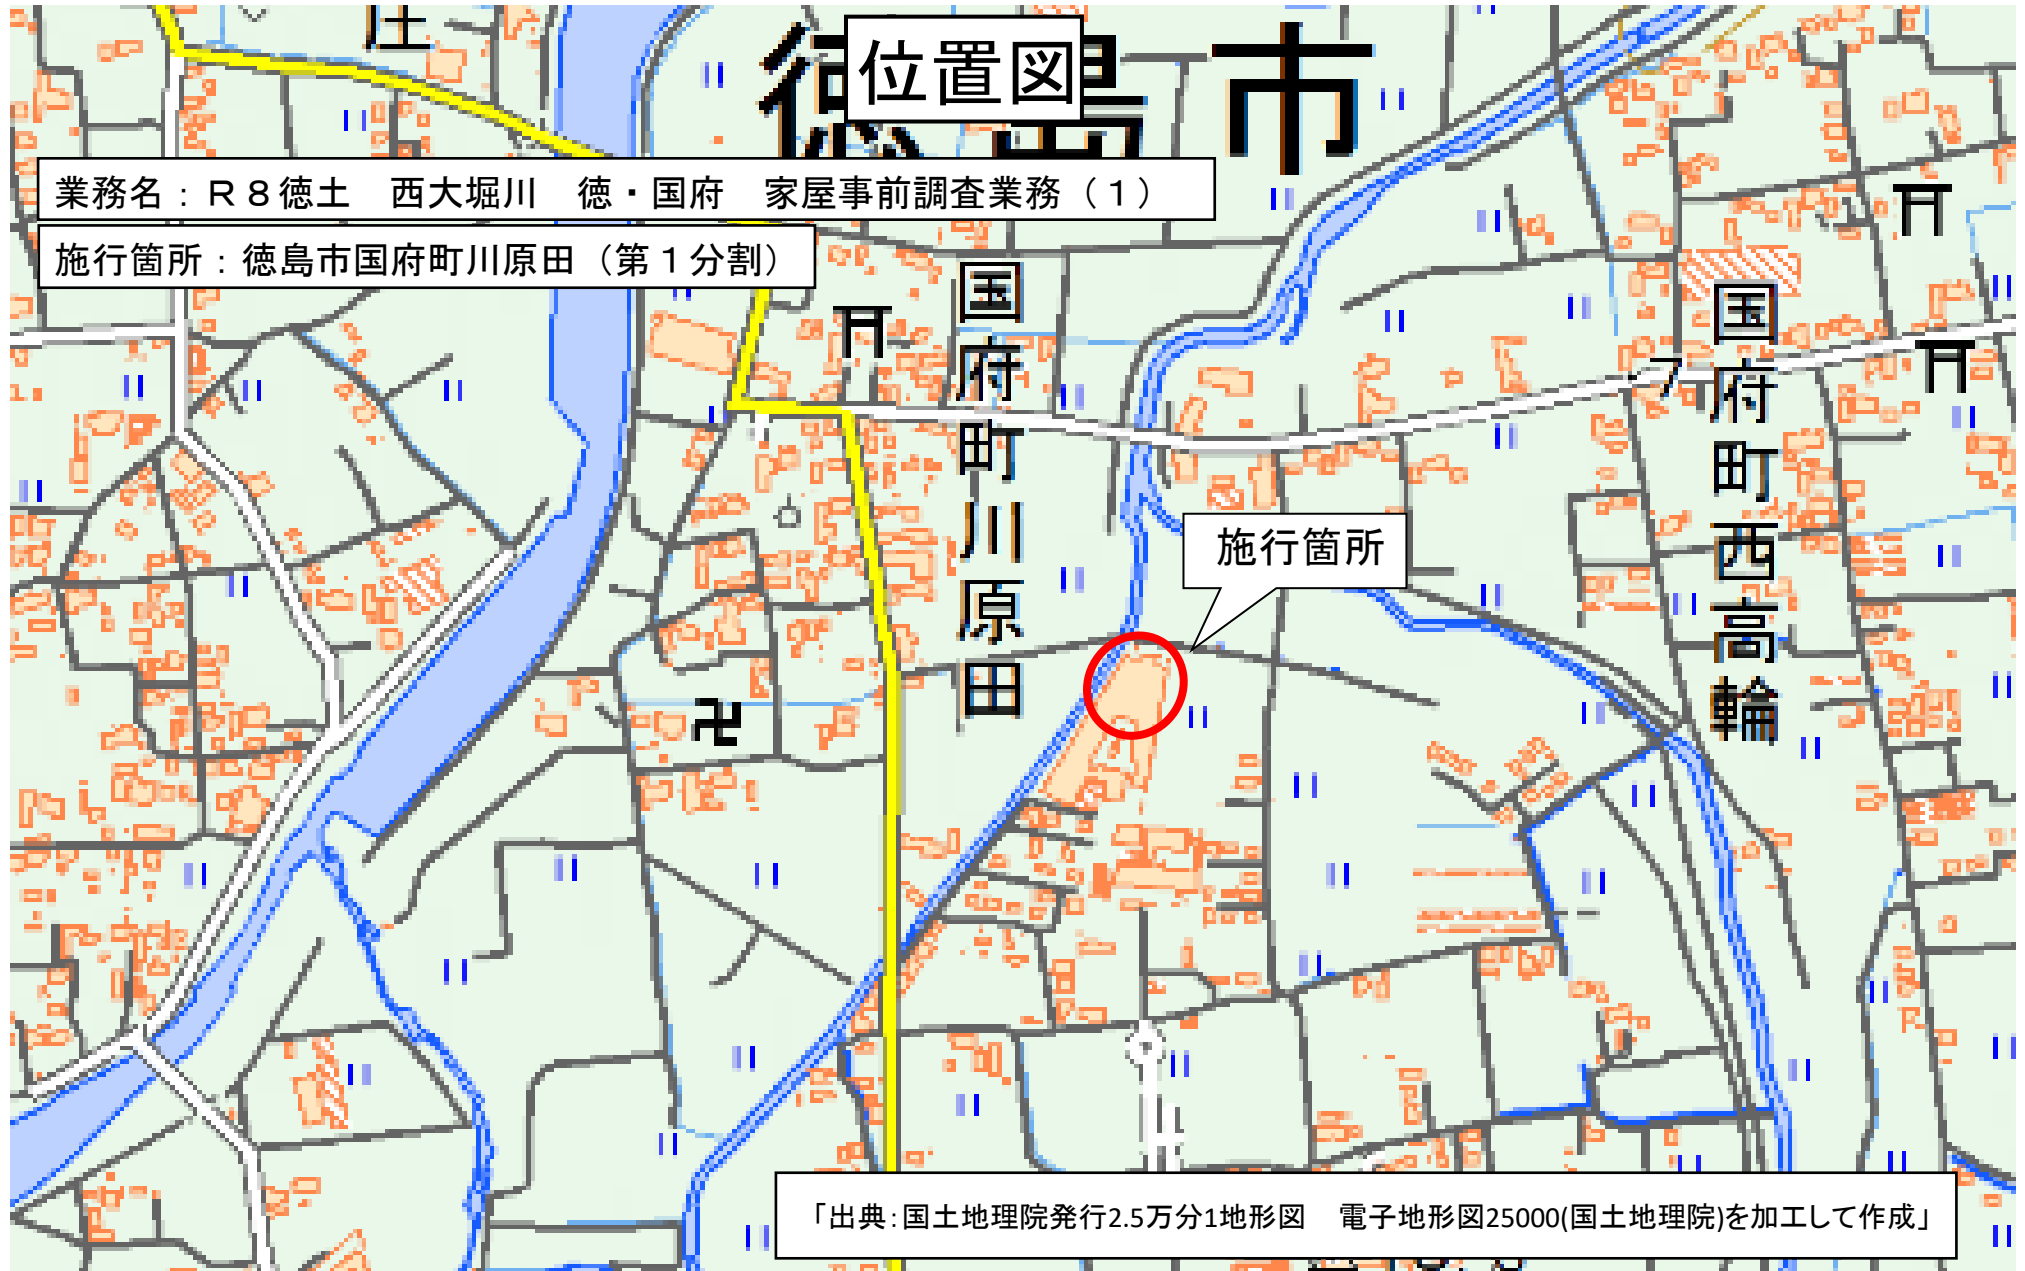 位置図
徳島市
庄
業務名：Ｒ８徳土　西大堀川　徳・国府　家屋事前調査業務（１）
施行箇所：徳島市国府町川原田（第１分割）
国府町川原田
国府町西高輪
7
施行箇所
「出典：国土地理院発行2.5万分1地形図　電子地形図25000(国土地理院)を加工して作成」